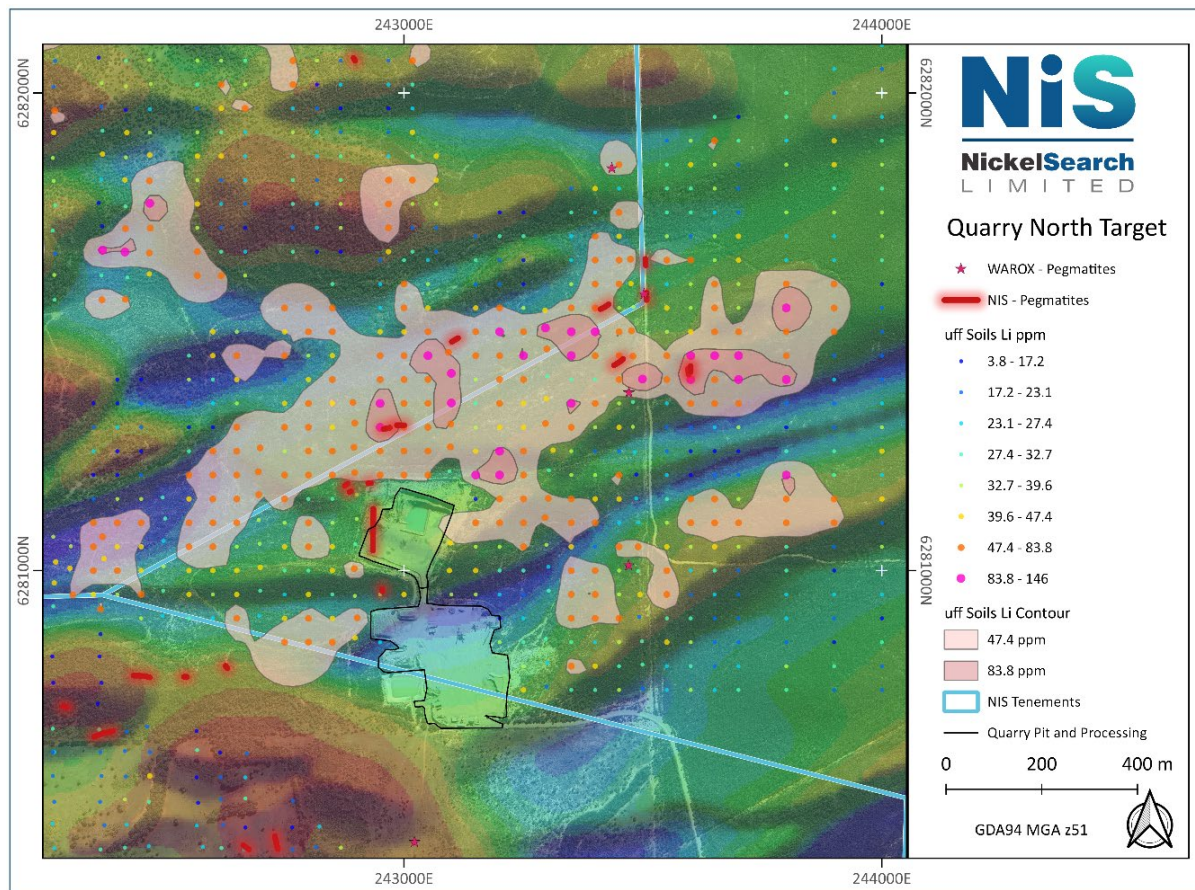 243000E
244000E
6282000N
6282000N
NiS
NickelSearch
LIMITED
Quarry North Target
WAROX - Pegmatites
NIS - Pegmatites
uff Soils Li ppm
3.8 - 17.2
17.2 - 23.1
23.1 - 27.4
27.4 - 32.7
32.7 - 39.6
39.6 - 47.4
47.4 - 83.8
83.8 - 146
uff Soils Li Contour
47.4 ppm
83.8 ppm
NIS Tenements
Quarry Pit and Processing
0 200 400 m
GDA94 MGA z51
6281000N
6281000N
243000E
244000E